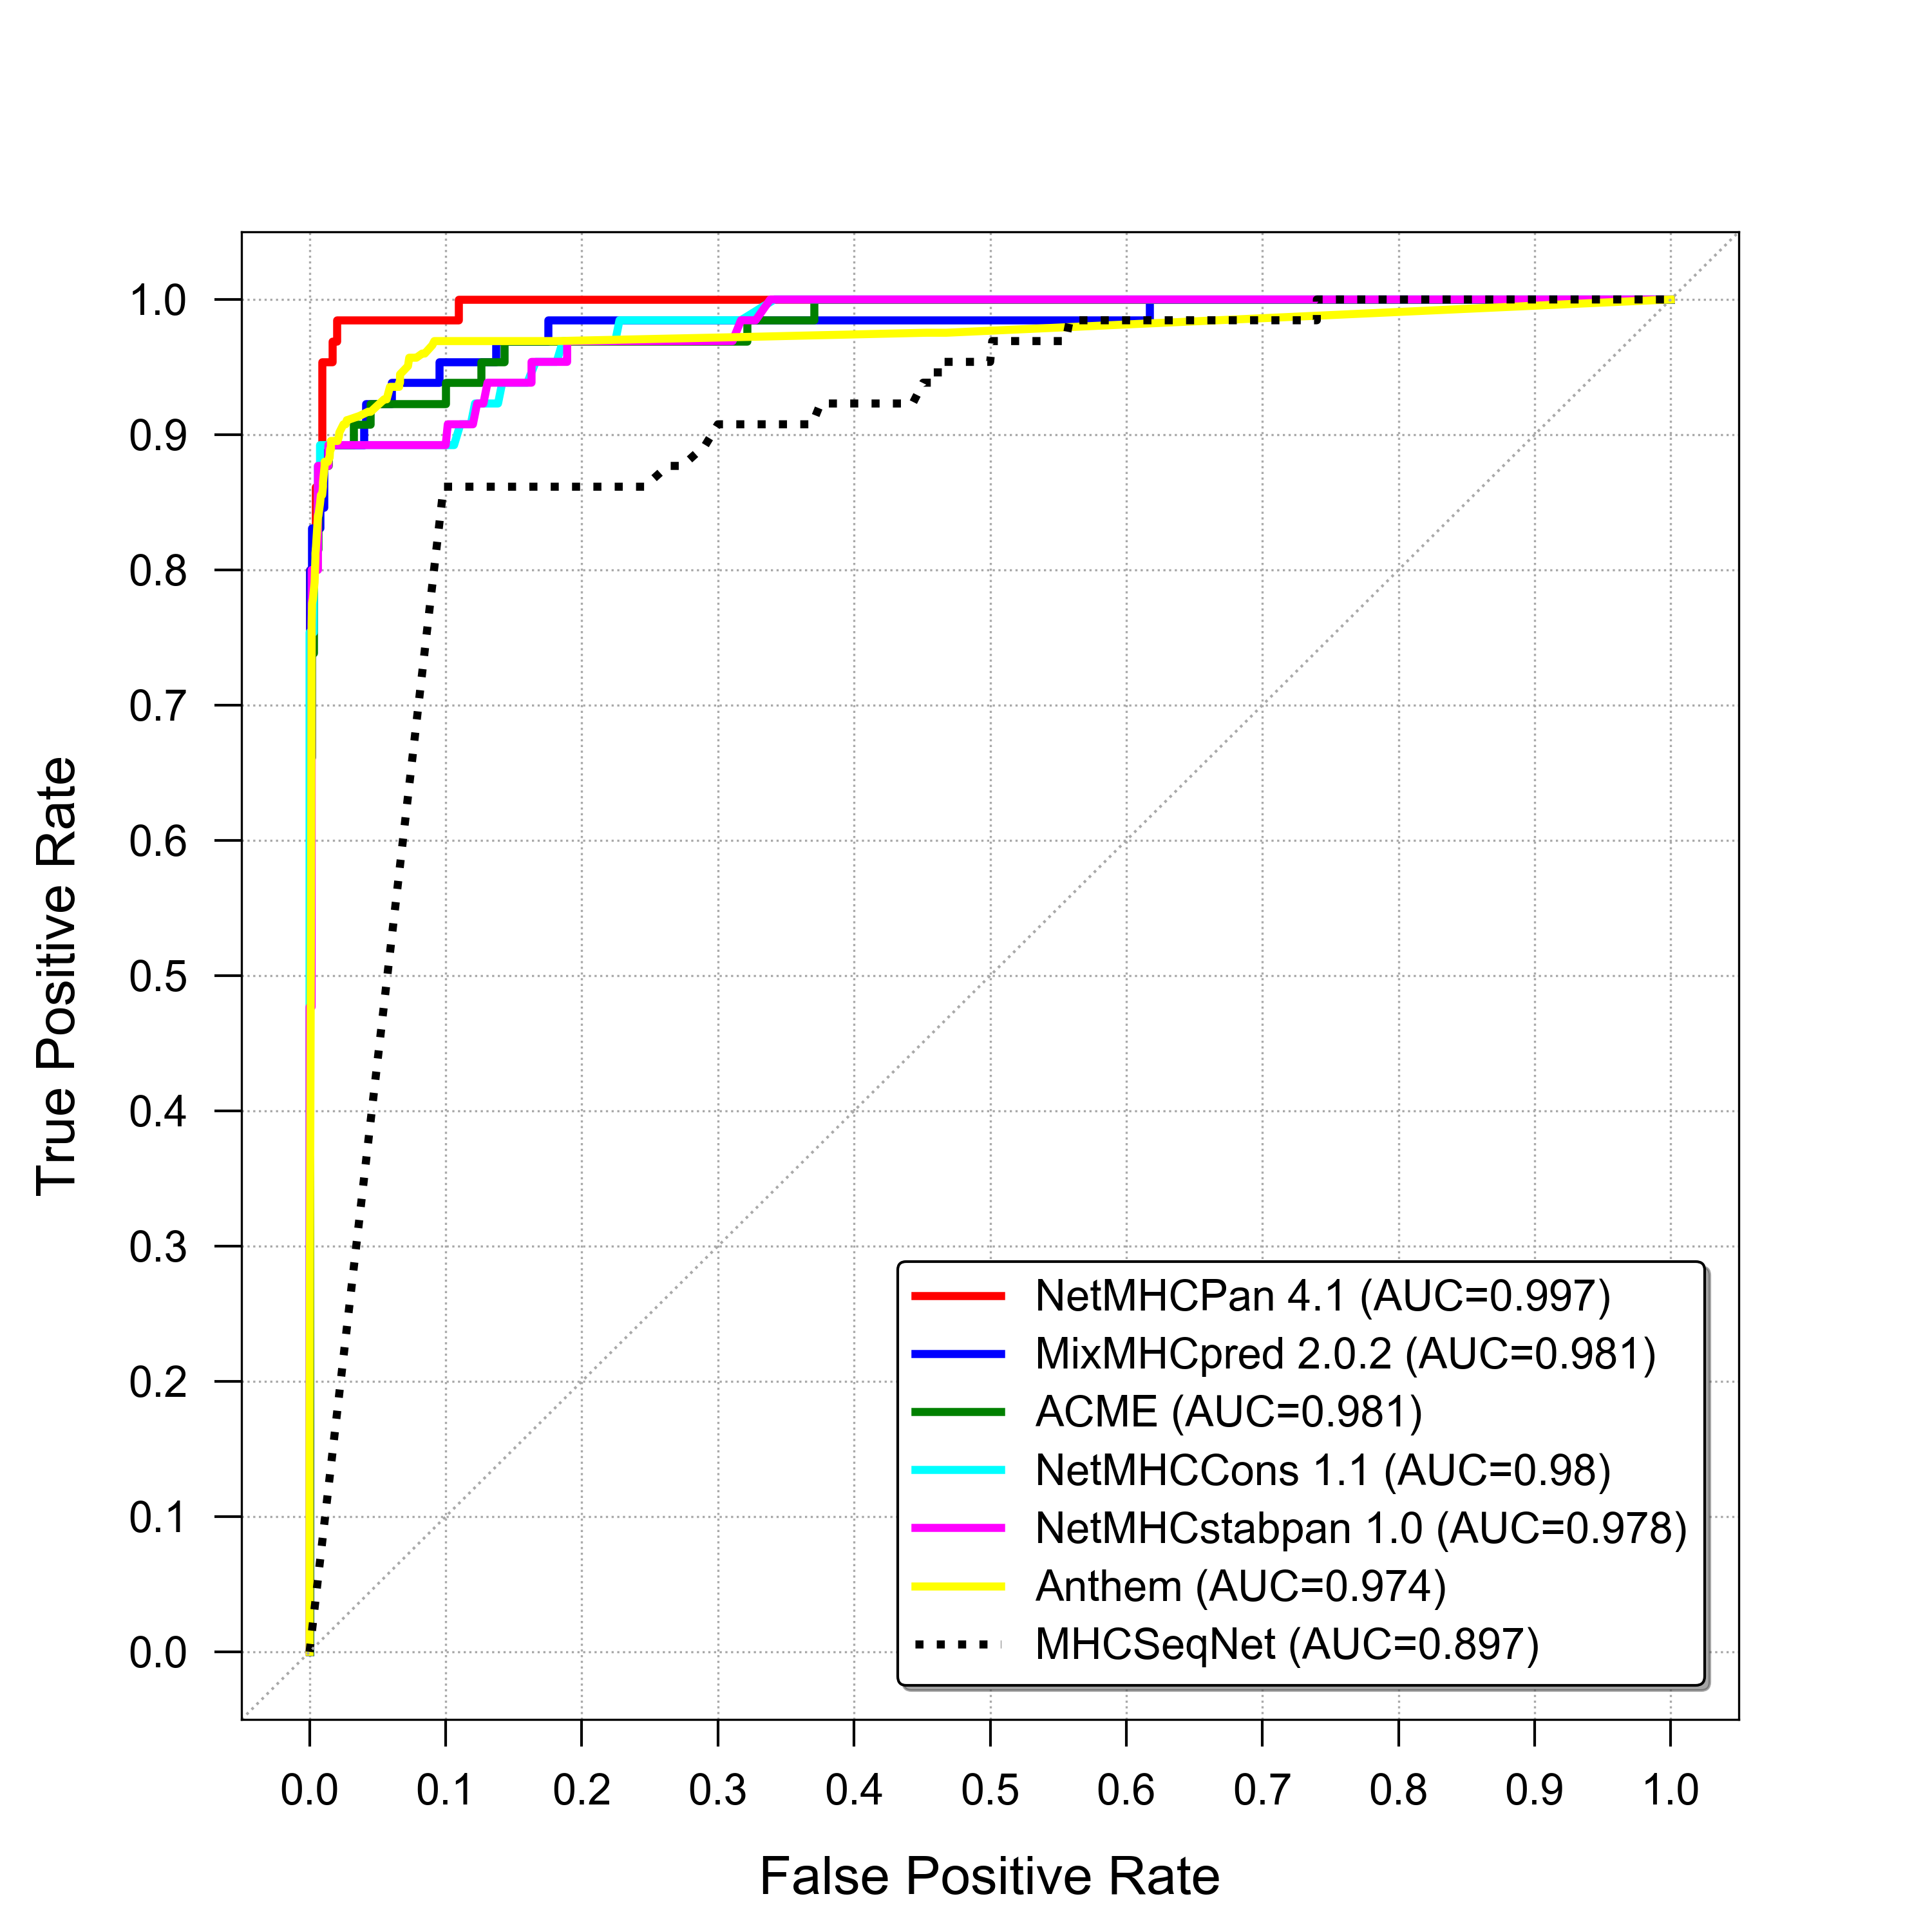 1.0
0.9
0.8
0.7
0.6
0.5
0.4
0.3
0.2
0.1
0.0
True Positive Rate
NetMHCPan 4.1 (AUC=0.997)
MixMHCpred 2.0.2 (AUC=0.981)
ACME (AUC=0.981)
NetMHCCons 1.1 (AUC=0.98)
NetMHCstabpan 1.0 (AUC=0.978)
Anthem (AUC=0.974)
MHCSeqNet (AUC=0.897)
0.0 0.1 0.2 0.3 0.4 0.5 0.6 0.7 0.8 0.9 1.0
False Positive Rate